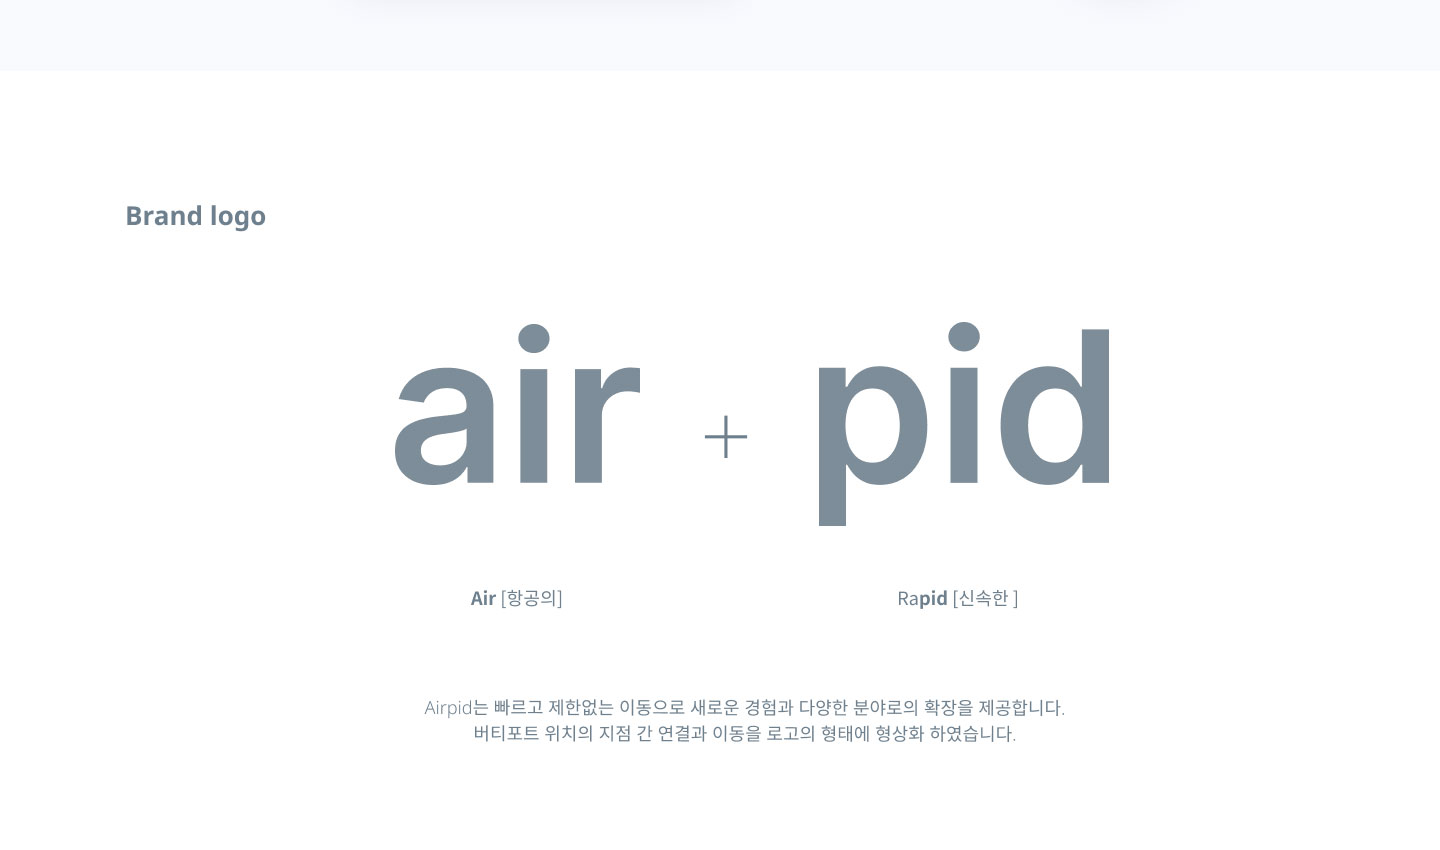 Brand logo
air + pid
Air [항공의]
Rapid [신속한 ]
Airpid는 빠르고 제한없는 이동으로 새로운 경험과 다양한 분야로의 확장을 제공합니다.
버티포트 위치의 지점 간 연결과 이동을 로고의 형태에 형상화 하였습니다.